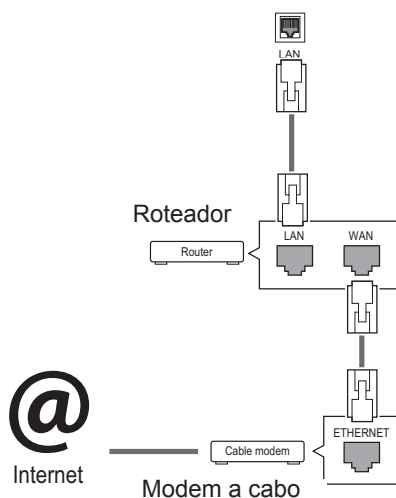 LAN
Roteador
LAN WAN
Router
ETHERNET
@
Cable modem
Internet
Modem a cabo